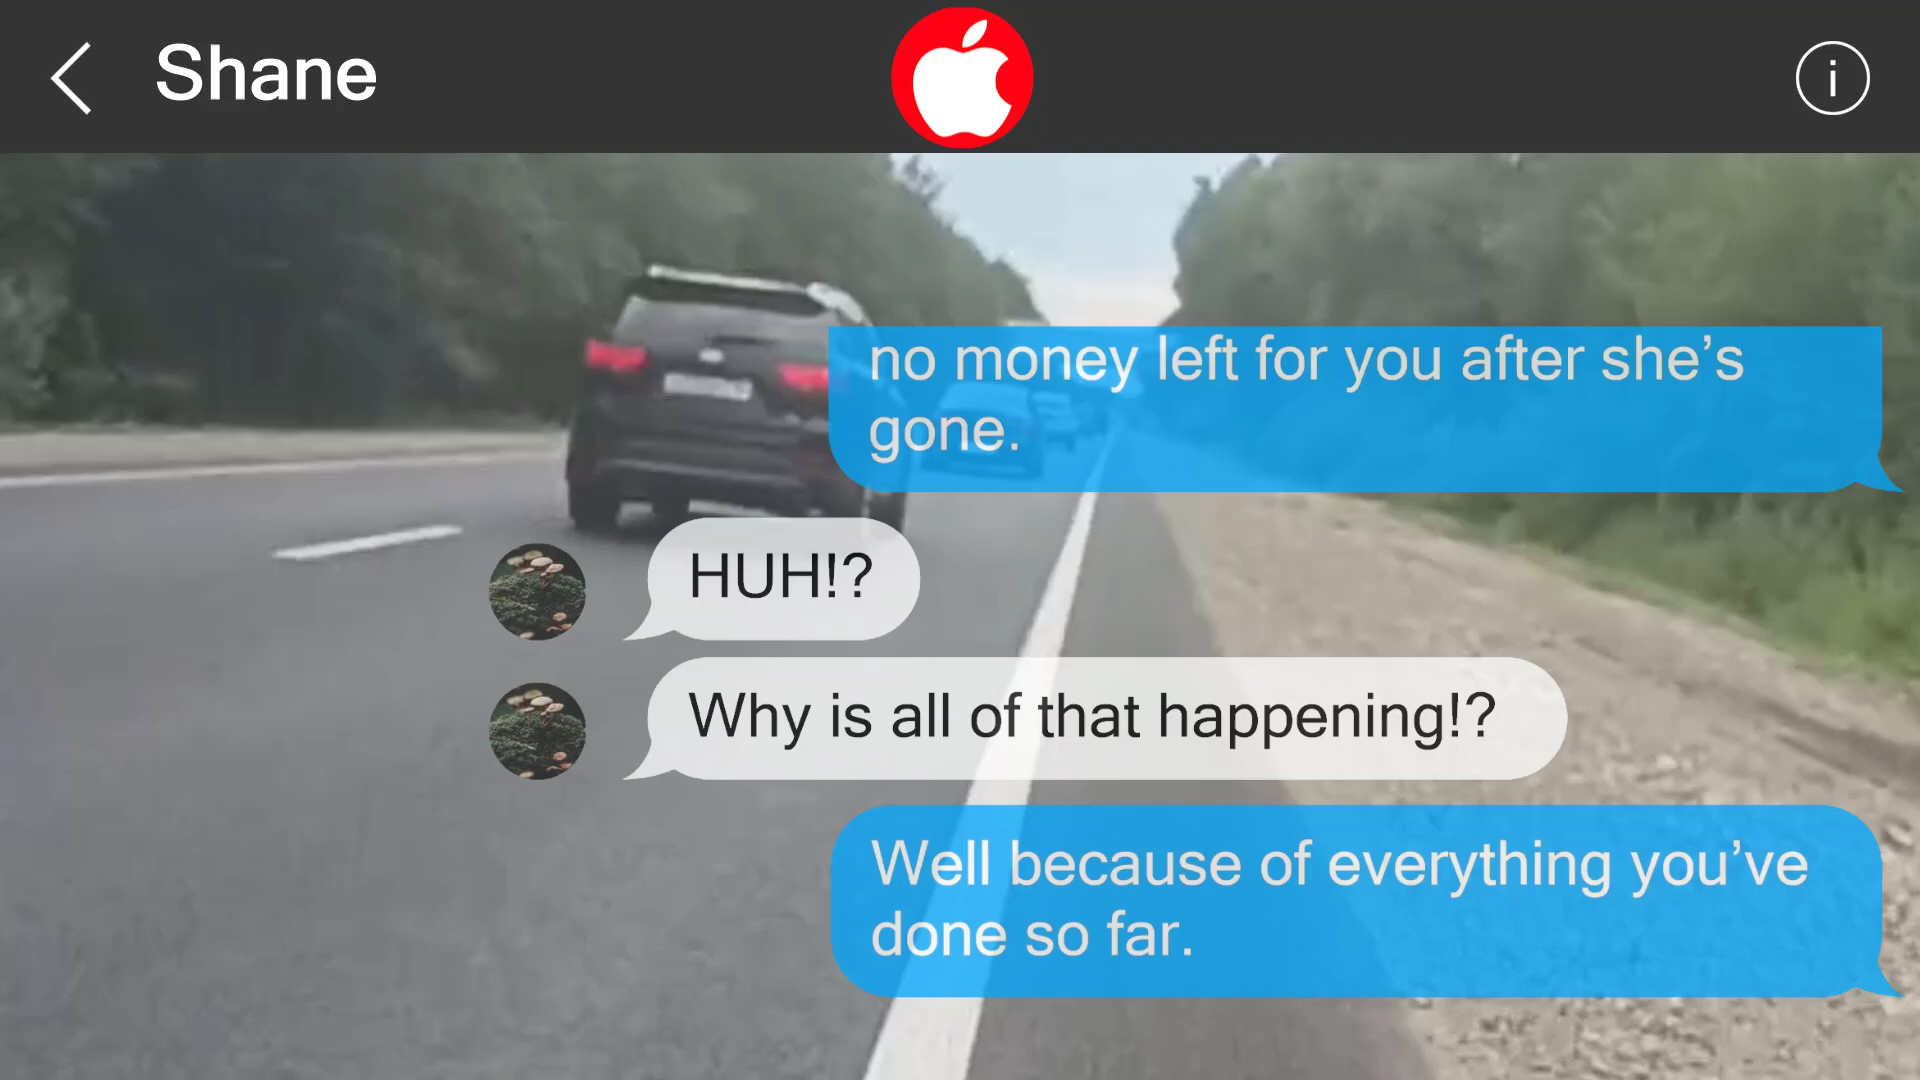 Shane
i
no money left for you after she’s
gone.
HUH!?
Why is all of that happening!?
Well because of everything you’ve
done so far.